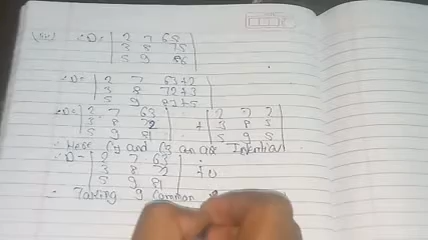 ∴ D = | 2 7 65 |
| 3 8 75 |
| 5 9 86 |
∴ D = | 2 7 63+2 |
| 3 8 72+3 |
| 5 9 81+5 |
∴ D = | 2 7 63 | + | 2 7 2 |
| 3 8 72 | | 3 8 3 |
| 5 9 81 | | 5 9 5 |
∴ Here C1 and C3 an are
∴ D = | 2 7 63 | + 0
| 3 8 72 |
| 5 9 81 |
∴ Taking 9 Common